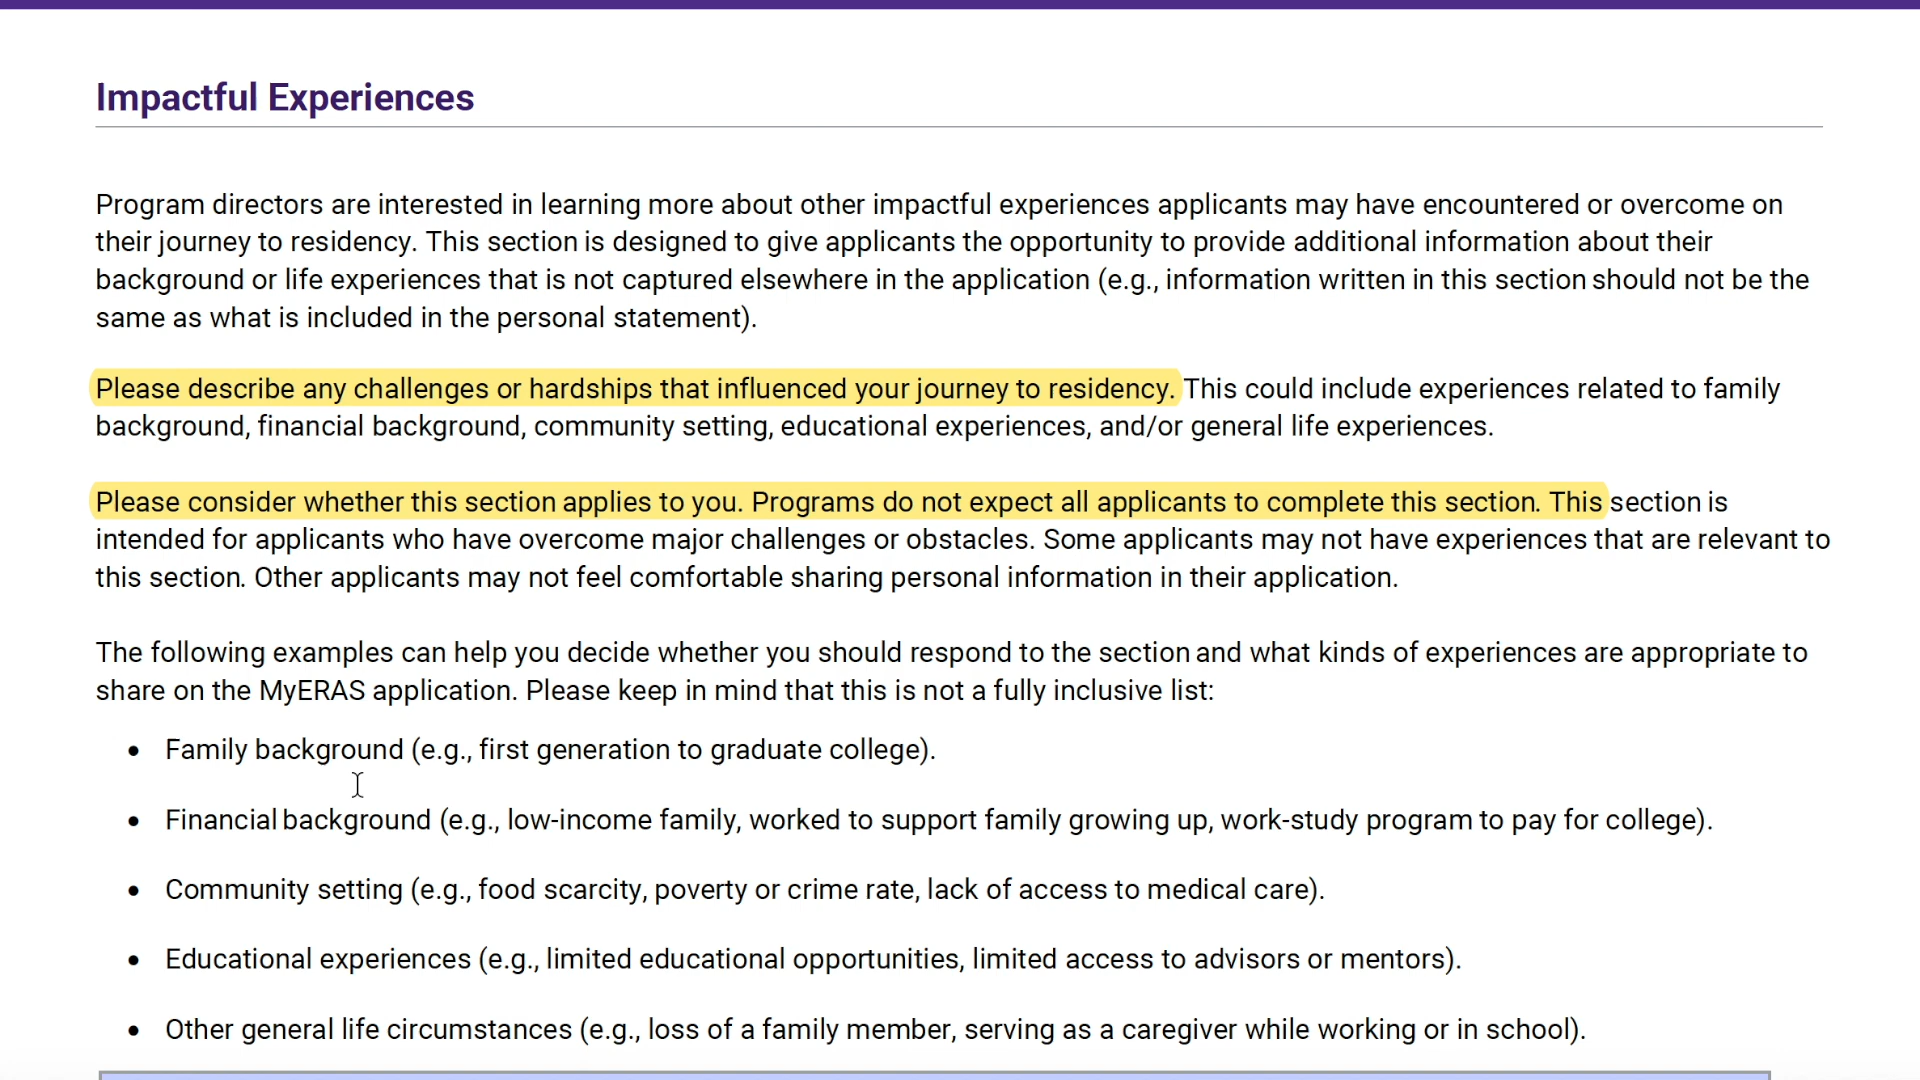 Impactful Experiences
Program directors are interested in learning more about other impactful experiences applicants may have encountered or overcome on
their journey to residency. This section is designed to give applicants the opportunity to provide additional information about their
background or life experiences that is not captured elsewhere in the application (e.g., information written in this section should not be the
same as what is included in the personal statement).
Please describe any challenges or hardships that influenced your journey to residency. This could include experiences related to family
background, financial background, community setting, educational experiences, and/or general life experiences.
Please consider whether this section applies to you. Programs do not expect all applicants to complete this section. This section is
intended for applicants who have overcome major challenges or obstacles. Some applicants may not have experiences that are relevant to
this section. Other applicants may not feel comfortable sharing personal information in their application.
The following examples can help you decide whether you should respond to the section and what kinds of experiences are appropriate to
share on the MyERAS application. Please keep in mind that this is not a fully inclusive list:
• Family background (e.g., first generation to graduate college).
• Financial background (e.g., low-income family, worked to support family growing up, work-study program to pay for college).
• Community setting (e.g., food scarcity, poverty or crime rate, lack of access to medical care).
• Educational experiences (e.g., limited educational opportunities, limited access to advisors or mentors).
• Other general life circumstances (e.g., loss of a family member, serving as a caregiver while working or in school).